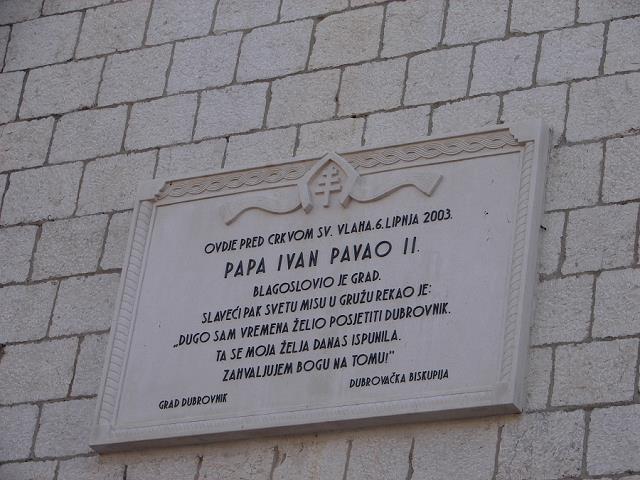 OVDJE PRED CRKVOM SV. VLAHA.6.LIPNJA 2003.
PAPA IVAN PAVAO II.
BLAGOSLOVIO JE GRAD.
SLAVEĆI PAK SVETU MISU U GRUŽU REKAO JE:
„DUGO SAM VREMENA ŽELIO POSJETITI DUBROVNIK.
TA SE MOJA ŽELJA DANAS ISPUNILA.
ZAHVALJUJEM BOGU NA TOMU!"
GRAD DUBROVNIK
DUBROVAČKA BISKUPIJA